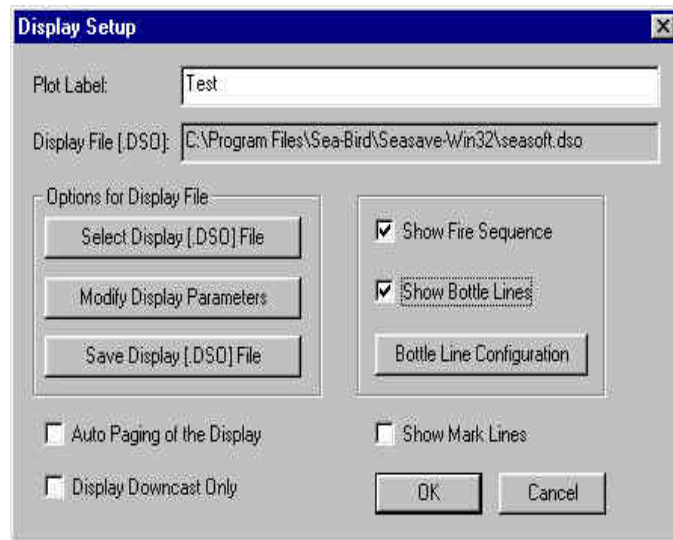 Display Setup
Plot Label:
Test
Display File [.DSO]:
C:\Program Files\Sea-Bird\Seasave-Win32\seasoft.dso
Options for Display File
Select Display [.DSO] File
Modify Display Parameters
Save Display [.DSO] File
Show Fire Sequence
Show Bottle Lines
Bottle Line Configuration
Auto Paging of the Display
Show Mark Lines
Display Downcast Only
OK
Cancel